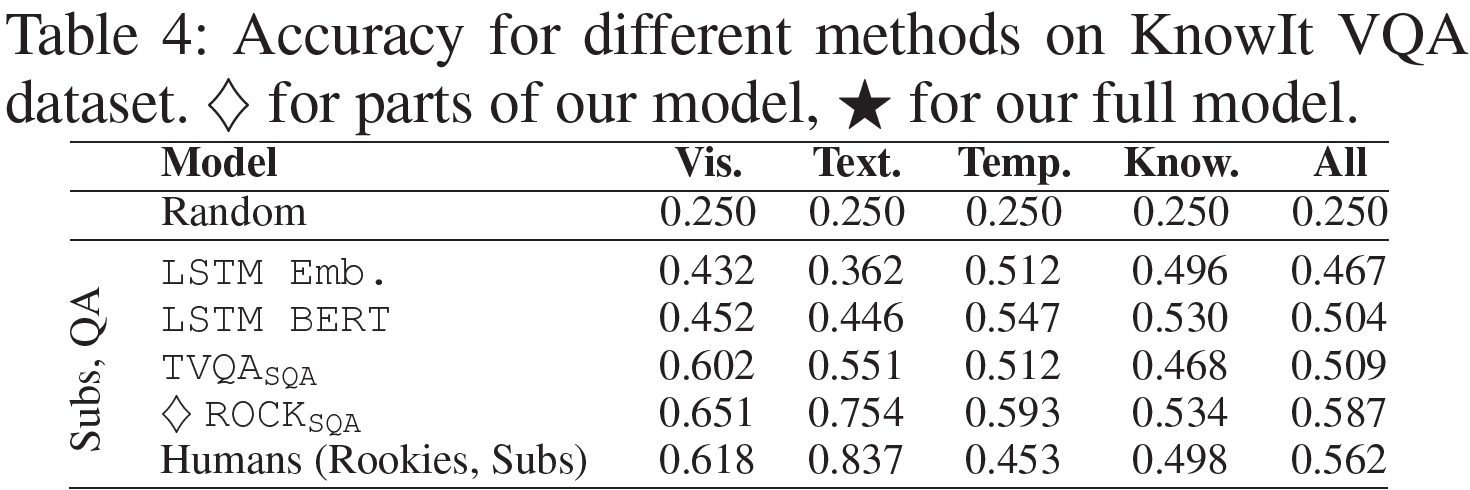 Table 4: Accuracy for different methods on KnowIt VQA
dataset. ♢ for parts of our model, ★ for our full model.
Model Vis. Text. Temp. Know. All
Random 0.250 0.250 0.250 0.250 0.250
Subs, QA
LSTM Emb. 0.432 0.362 0.512 0.496 0.467
LSTM BERT 0.452 0.446 0.547 0.530 0.504
TVQA_SQA 0.602 0.551 0.512 0.468 0.509
♢ ROCK_SQA 0.651 0.754 0.593 0.534 0.587
Humans (Rookies, Subs) 0.618 0.837 0.453 0.498 0.562